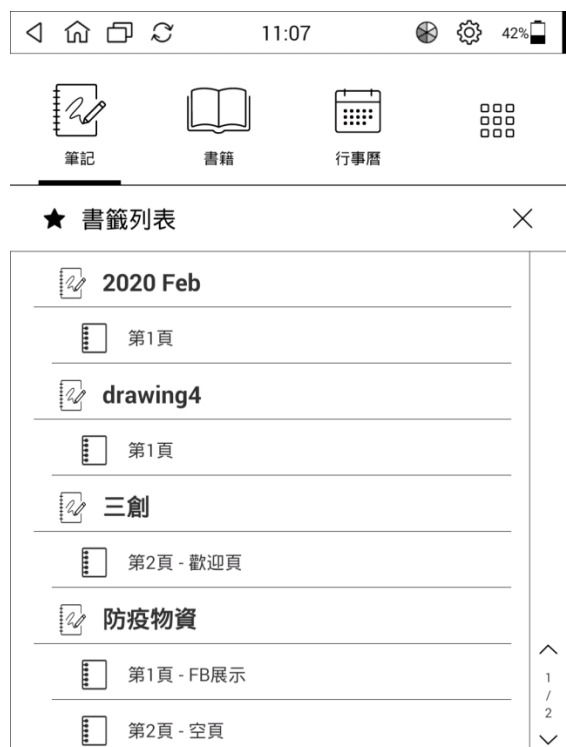 11:07
42%
筆記 書籍 行事曆
書籤列表
2020 Feb
第1頁
drawing4
第1頁
三創
第2頁 - 歡迎頁
防疫物資
第1頁 - FB展示
第2頁 - 空頁
1
/
2